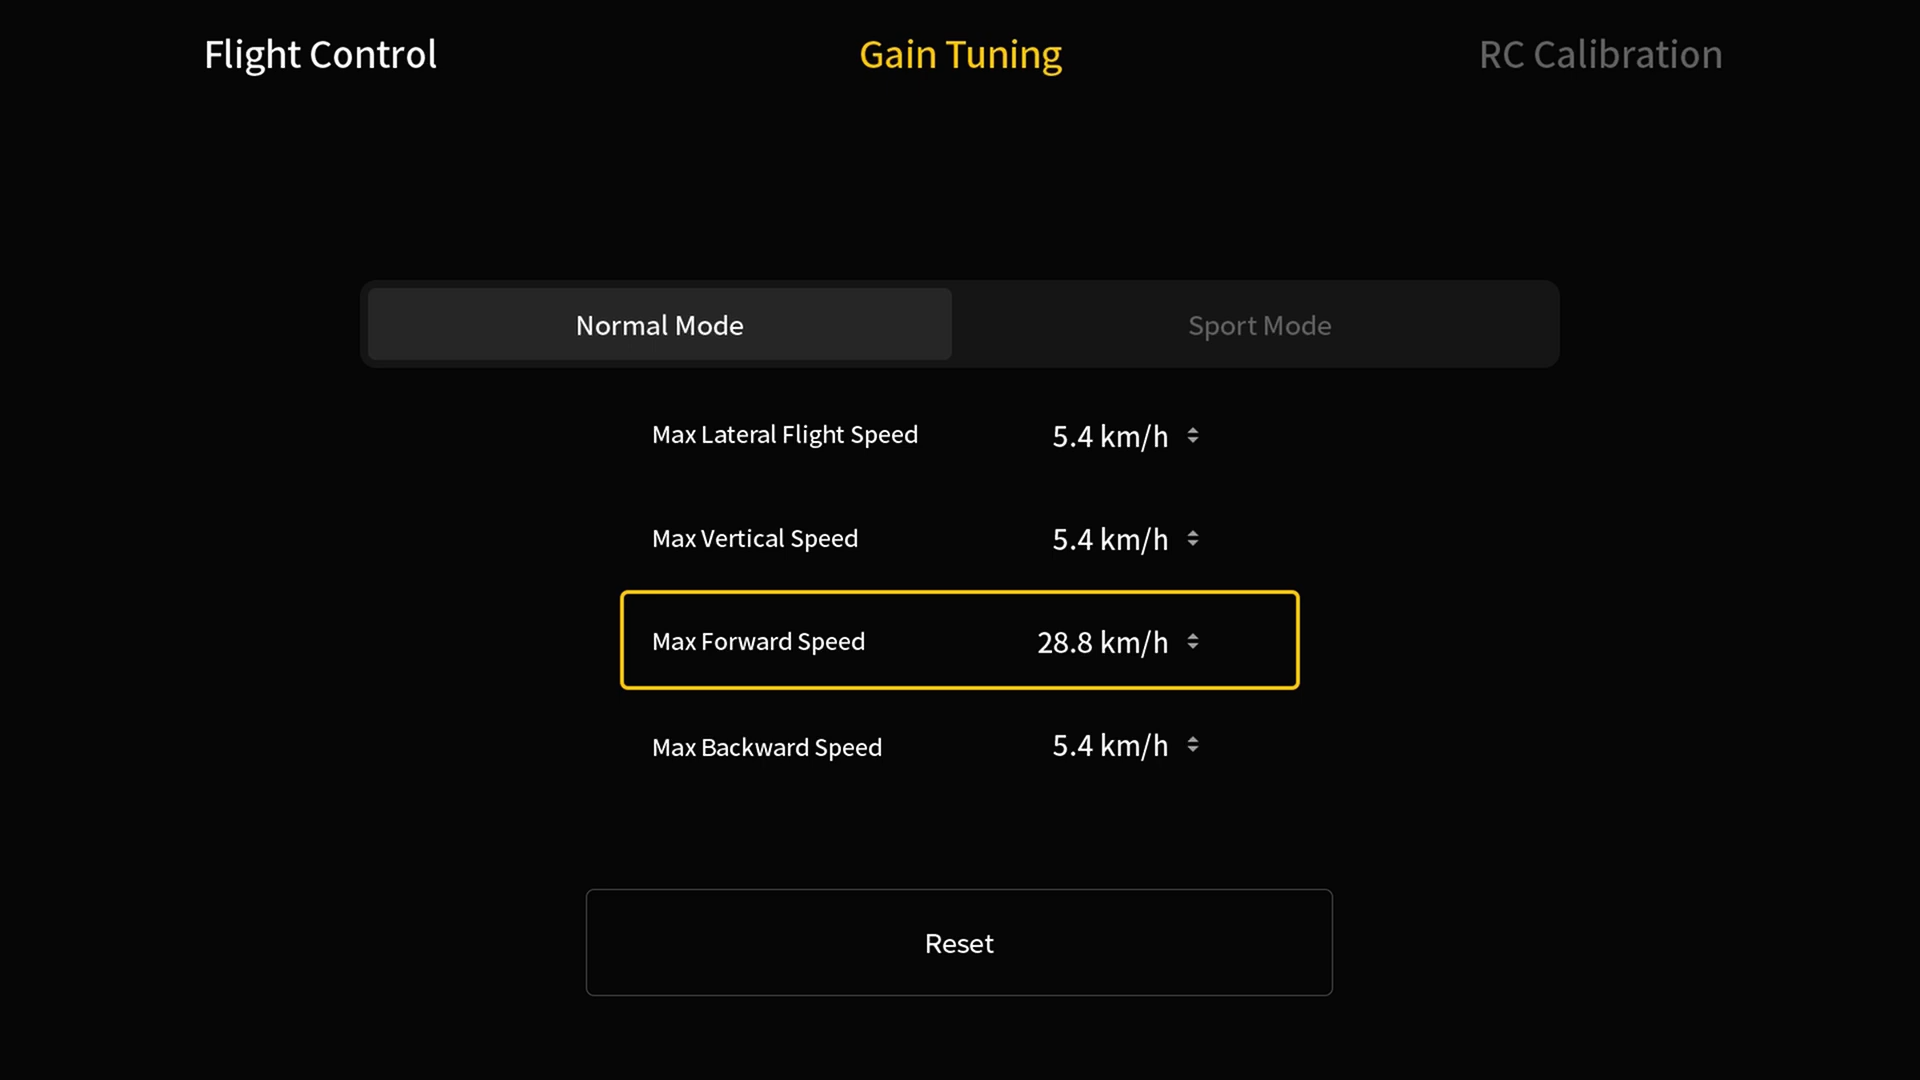 Flight Control
Gain Tuning
RC Calibration
Normal Mode
Sport Mode
Max Lateral Flight Speed 5.4 km/h
Max Vertical Speed 5.4 km/h
Max Forward Speed 28.8 km/h
Max Backward Speed 5.4 km/h
Reset